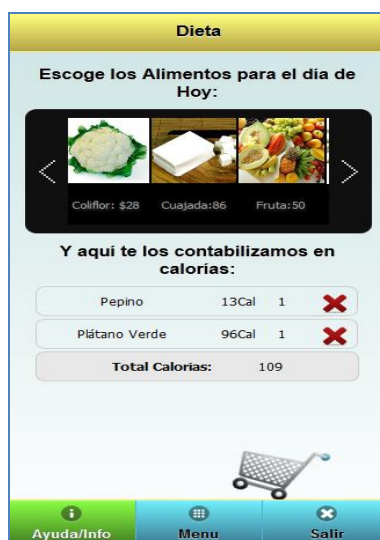 Dieta
Escoge los Alimentos para el día de
Hoy:
Coliflor: $28 Cuajada:86 Fruta:50
Y aquí te los contabilizamos en
calorías:
Pepino 13Cal 1
Plátano Verde 96Cal 1
Total Calorias: 109
Ayuda/Info Menu Salir